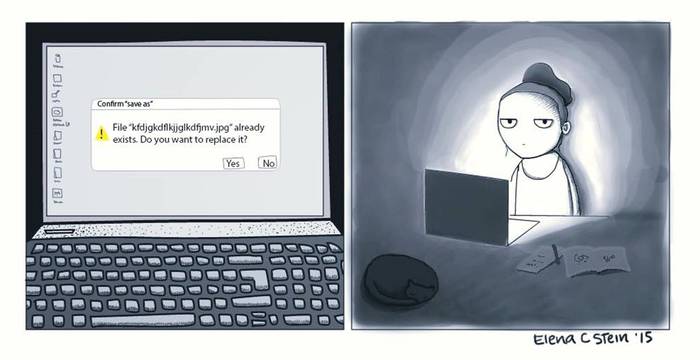 Confirm "save as"
File "kfdjgkdflkjjglkdfjmv.jpg" already
exists. Do you want to replace it?
Yes No
Elena C Stein '15